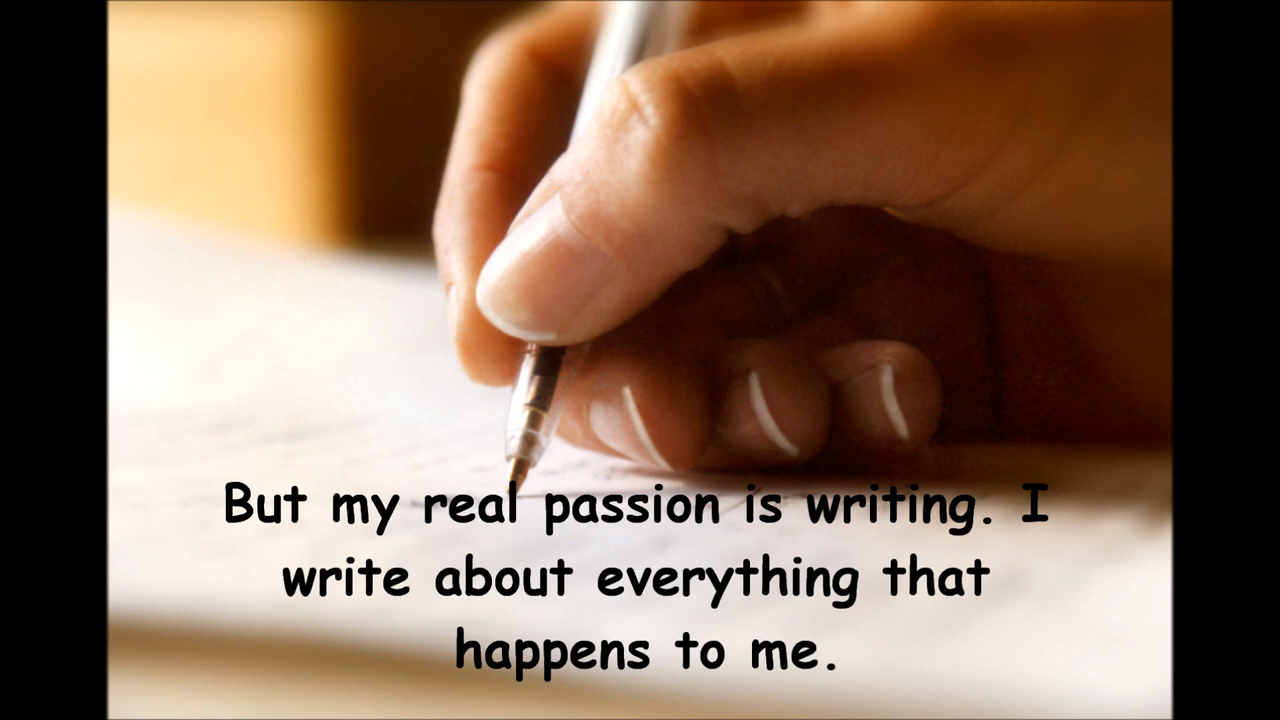 But my real passion is writing. I
write about everything that
happens to me.